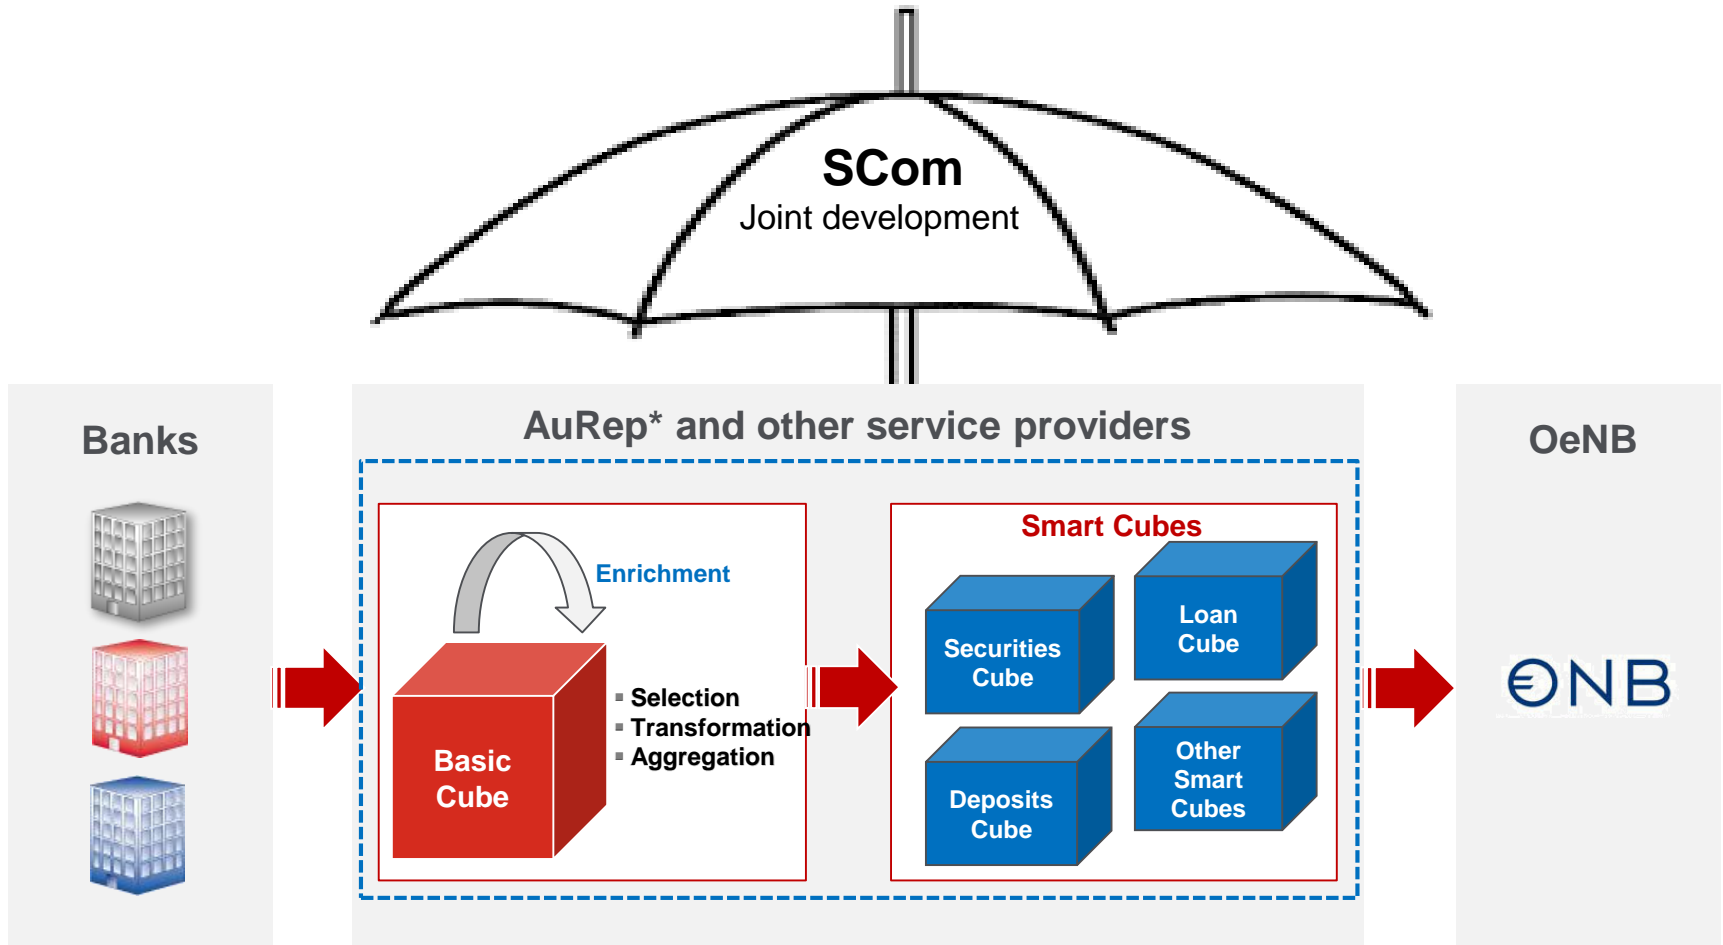 SCom
Joint development
Banks
AuRep* and other service providers
OeNB
Enrichment
Basic
Cube
▪ Selection
▪ Transformation
▪ Aggregation
Smart Cubes
Securities
Cube
Loan
Cube
Deposits
Cube
Other
Smart
Cubes
€NB